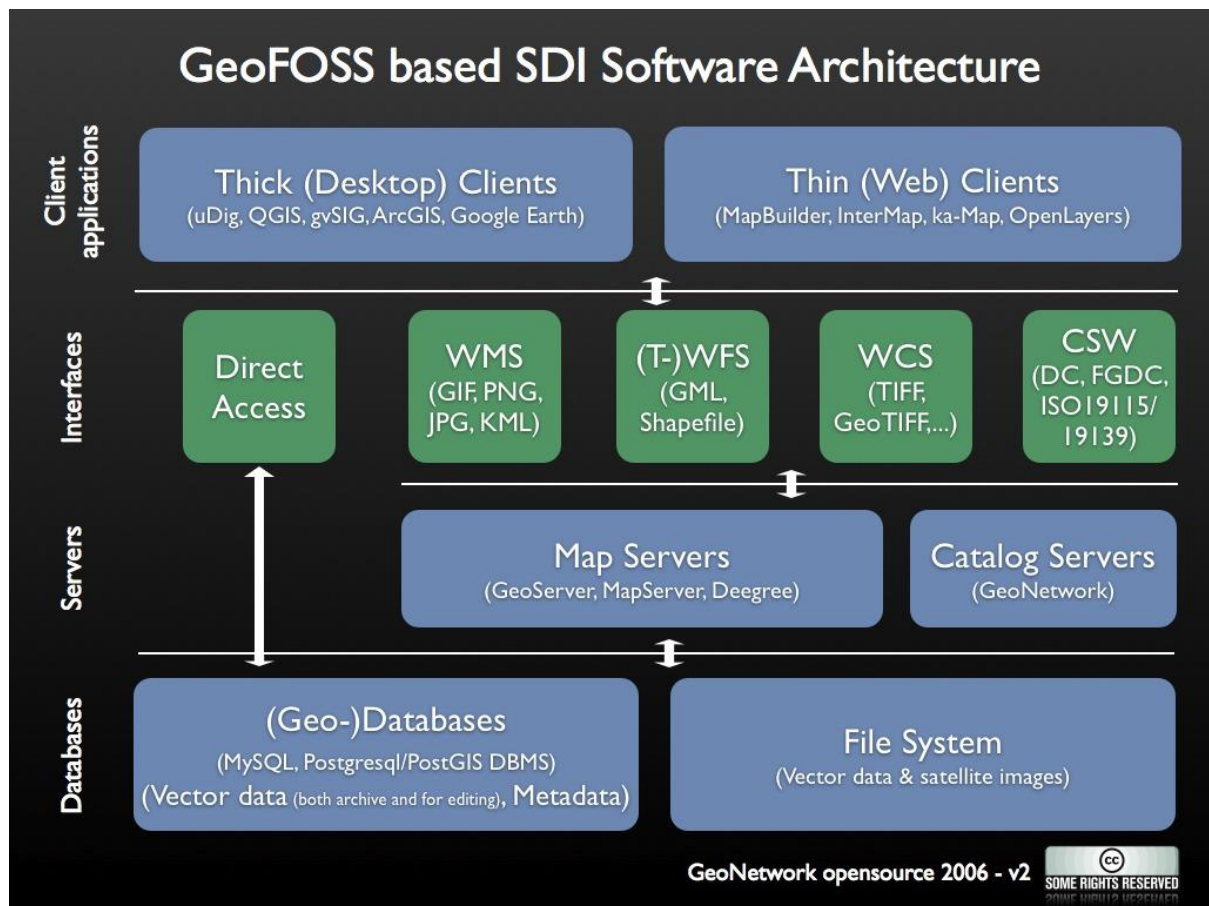 GeoFOSS based SDI Software Architecture
Client
applications
Thick (Desktop) Clients
(uDig, QGIS, gvSIG, ArcGIS, Google Earth)
Thin (Web) Clients
(MapBuilder, InterMap, ka-Map, OpenLayers)
Interfaces
Direct
Access
WMS
(GIF, PNG,
JPG, KML)
(T-)WFS
(GML,
Shapefile)
WCS
(TIFF,
GeoTIFF,...)
CSW
(DC, FGDC,
ISO19115/
19139)
Servers
Map Servers
(GeoServer, MapServer, Deegree)
Catalog Servers
(GeoNetwork)
Databases
(Geo-)Databases
(MySQL, Postgresql/PostGIS DBMS)
(Vector data (both archive and for editing), Metadata)
File System
(Vector data & satellite images)
GeoNetwork opensource 2006 - v2
cc
SOME RIGHTS RESERVED